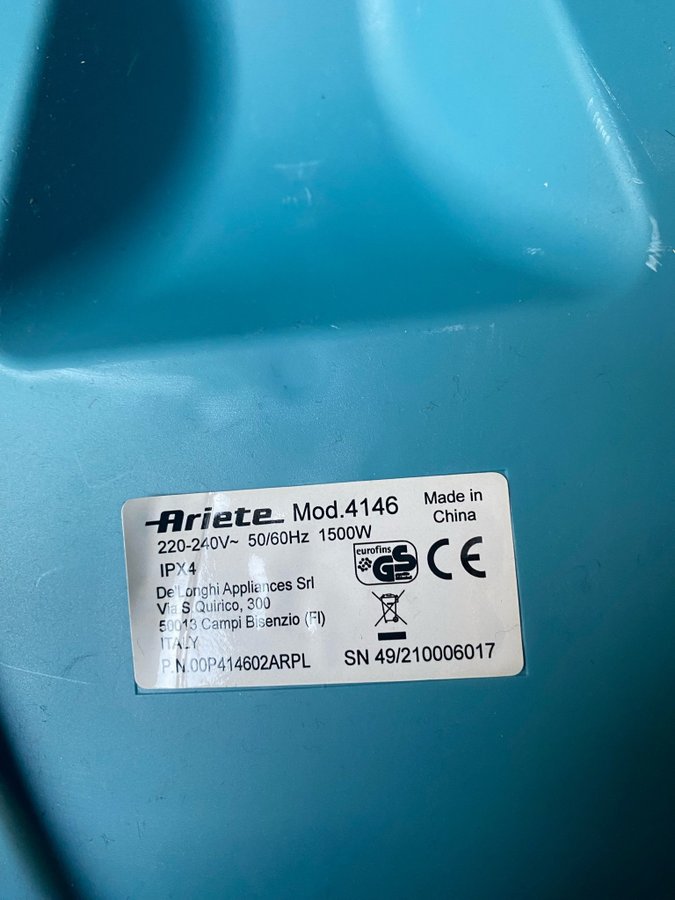 Ariete Mod.4146
Made in
China
220-240V~ 50/60Hz 1500W
IPX4
eurofins
GS
CE
De'Longhi Appliances Srl
Via S.Quirico, 300
50013 Campi Bisenzio (FI)
ITALY
P.N.00P414602ARPL
SN 49/210006017